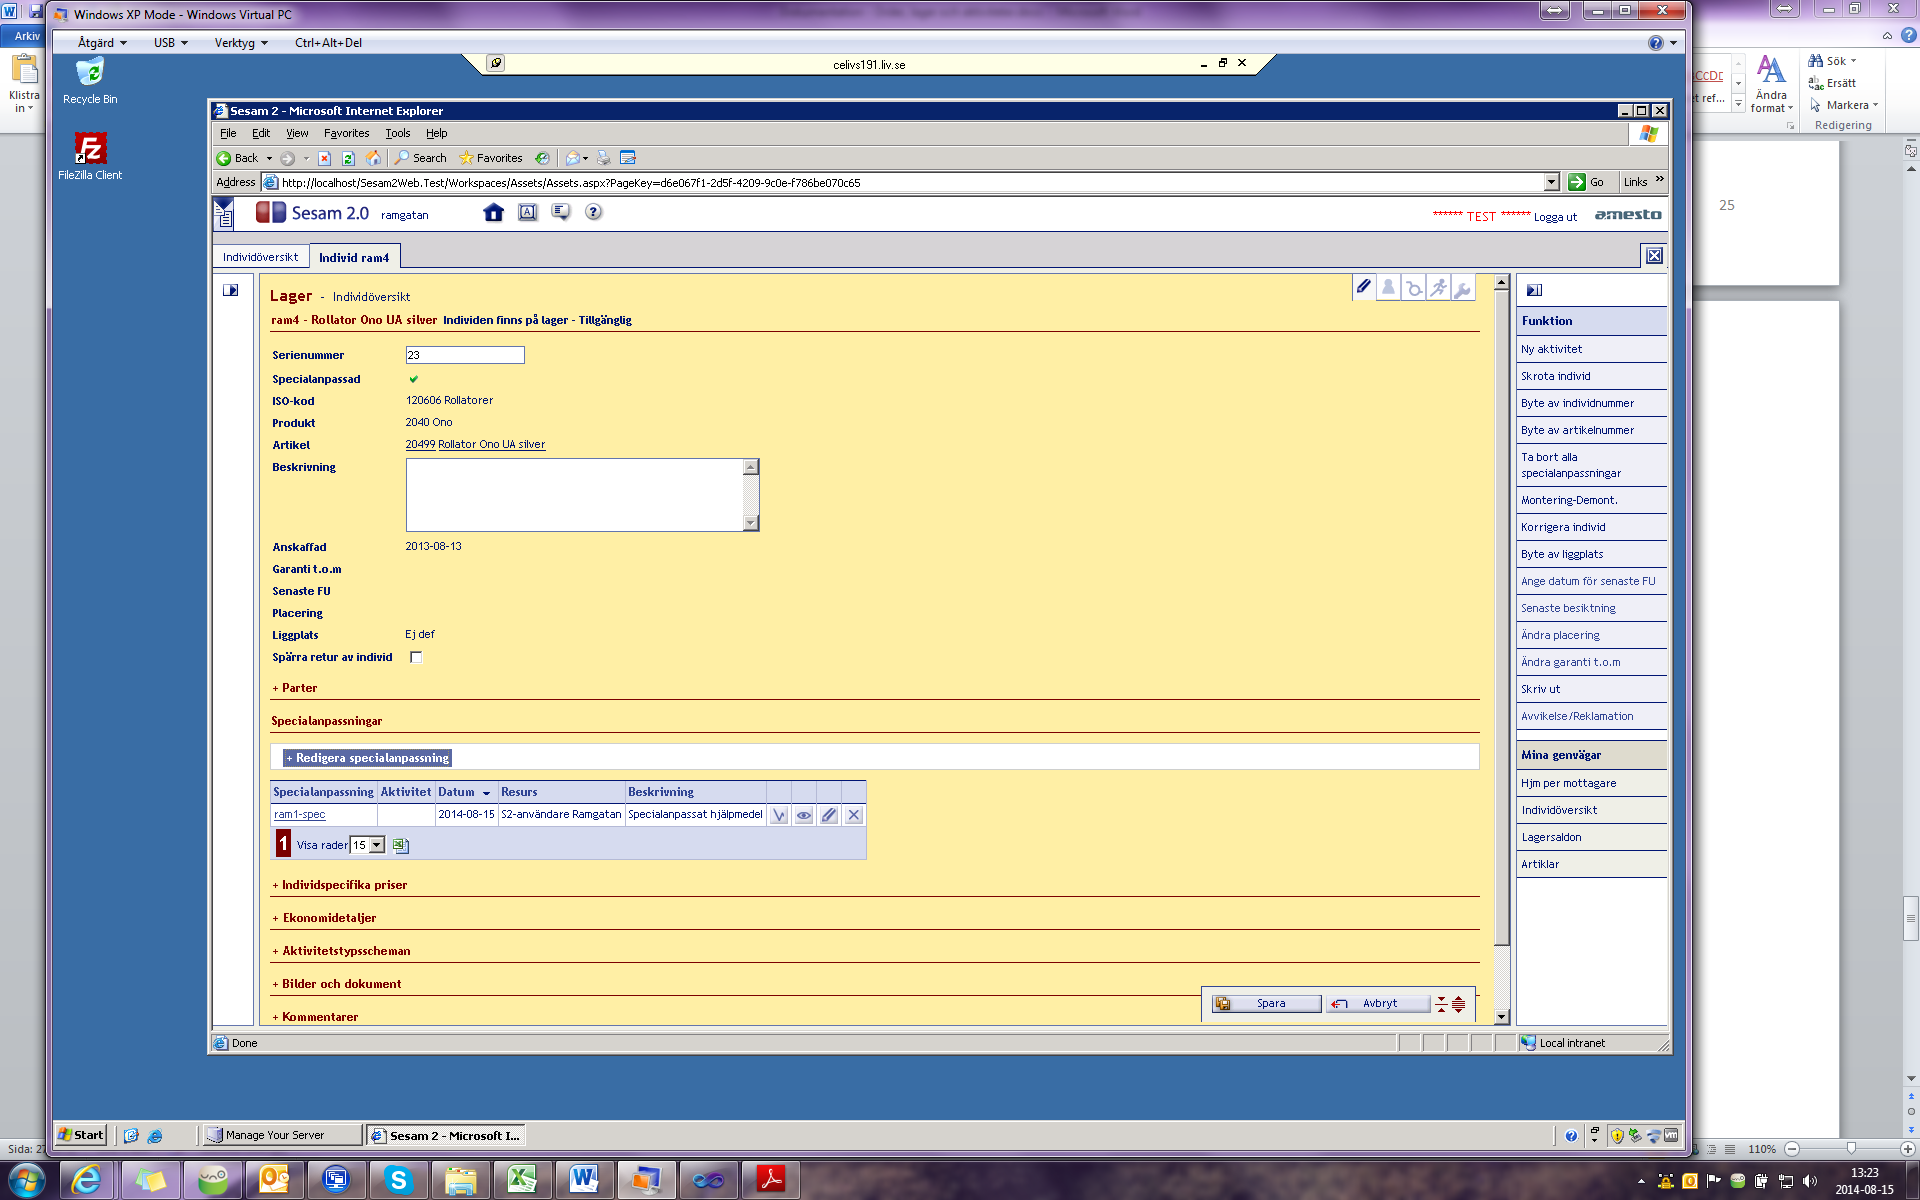 Windows XP Mode - Windows Virtual PC
Åtgärd USB Verktyg Ctrl+Alt+Del
Arkiv
Klistra
in
celivs191.liv.se
Recycle Bin
FileZilla Client
Sesam 2 - Microsoft Internet Explorer
File Edit View Favorites Tools Help
Back Search Favorites
Address http://localhost/Sesam2Web.Test/Workspaces/Assets/Assets.aspx?PageKey=d6e067f1-2d5f-4209-9c0e-f786be070c65 Go Links »
Sesam 2.0 ramgatan
****** TEST ****** Logga ut amesto
Individöversikt Individ ram4
Lager - Individöversikt
ram4 - Rollator Ono UA silver Individen finns på lager - Tillgänglig
Serienummer 23
Specialanpassad
ISO-kod 120606 Rollatorer
Produkt 2040 Ono
Artikel 20499 Rollator Ono UA silver
Beskrivning
Anskaffad 2013-08-13
Garanti t.o.m
Senaste FU
Placering
Liggplats Ej def
Spärra retur av individ
+ Parter
Specialanpassningar
+ Redigera specialanpassning
Specialanpassning Aktivitet Datum Resurs Beskrivning
ram1-spec 2014-08-15 S2-användare Ramgatan Specialanpassat hjälpmedel
1 Visa rader 15
+ Individspecifika priser
+ Ekonomidetaljer
+ Aktivitetstypsscheman
+ Bilder och dokument
+ Kommentarer
Spara Avbryt
Funktion
Ny aktivitet
Skrota individ
Byte av individnummer
Byte av artikelnummer
Ta bort alla
specialanpassningar
Montering-Demont.
Korrigera individ
Byte av liggplats
Ange datum för senaste FU
Senaste besiktning
Ändra placering
Ändra garanti t.o.m
Skriv ut
Avvikelse/Reklamation
Mina genvägar
Hjm per mottagare
Individöversikt
Lagersaldon
Artiklar
Done Local intranet
Start Manage Your Server Sesam 2 - Microsoft I...
CcDc
t ref...
Ändra
format
Sök
Ersätt
Markera
Redigering
25
Sida: 2
110%
13:23
2014-08-15